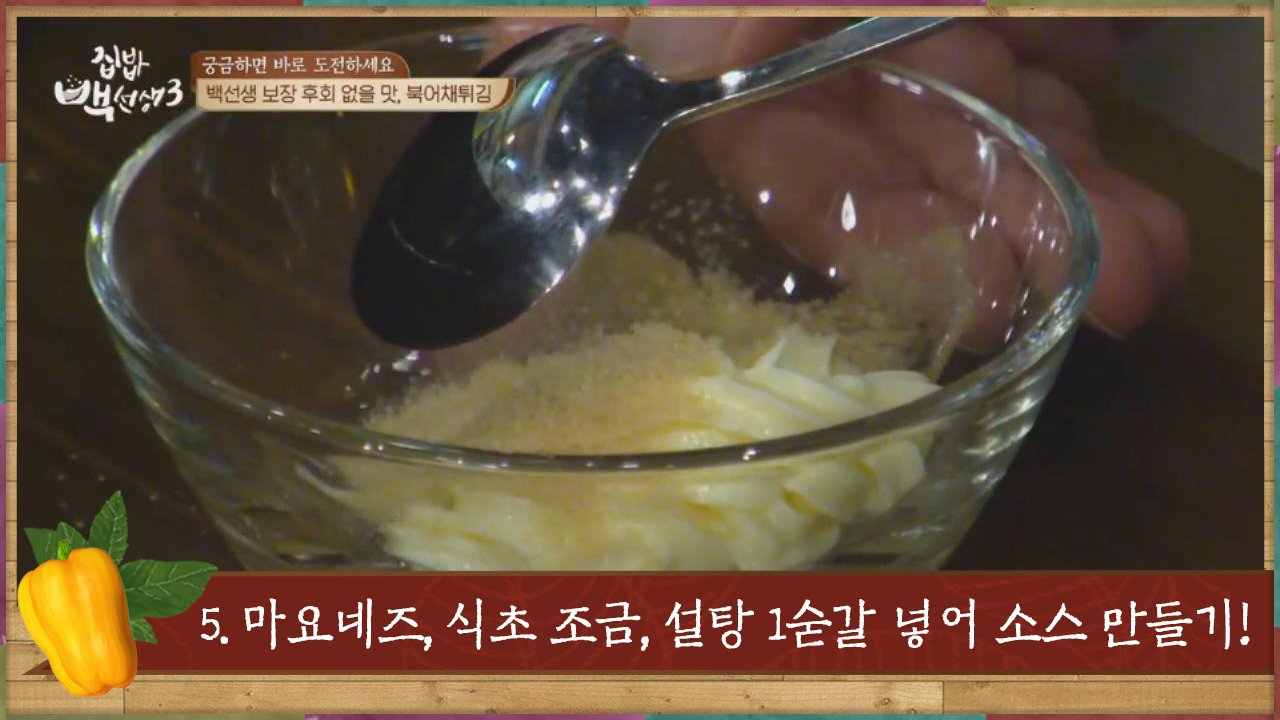 집밥
백선생3
궁금하면 바로 도전하세요
백선생 보장 후회 없을 맛, 북어채튀김
5. 마요네즈, 식초 조금, 설탕 1숟갈 넣어 소스 만들기!